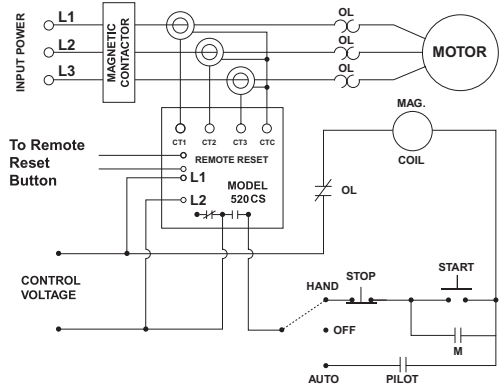 INPUT POWER
L1
L2
L3
MAGNETIC
CONTACTOR
OL
OL
OL
MOTOR
CT1 CT2 CT3 CTC
REMOTE RESET
To Remote
Reset
Button
L1
MODEL
520CS
L2
MAG.
COIL
OL
CONTROL
VOLTAGE
HAND
STOP
START
OFF
M
AUTO
PILOT